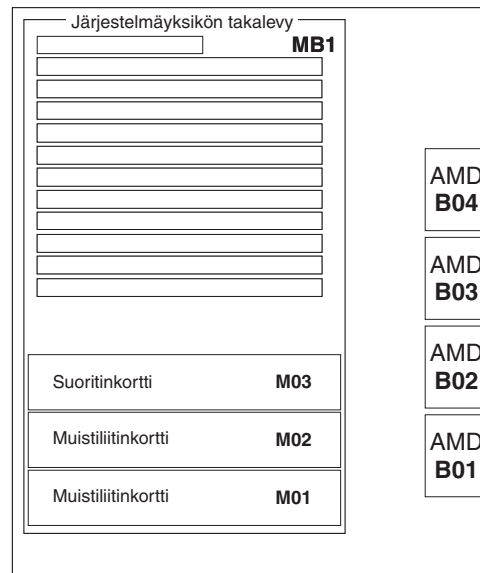 Järjestelmäyksikön takalevy
MB1
AMD
B04
AMD
B03
AMD
B02
AMD
B01
Suoritinkortti M03
Muistiliitinkortti M02
Muistiliitinkortti M01